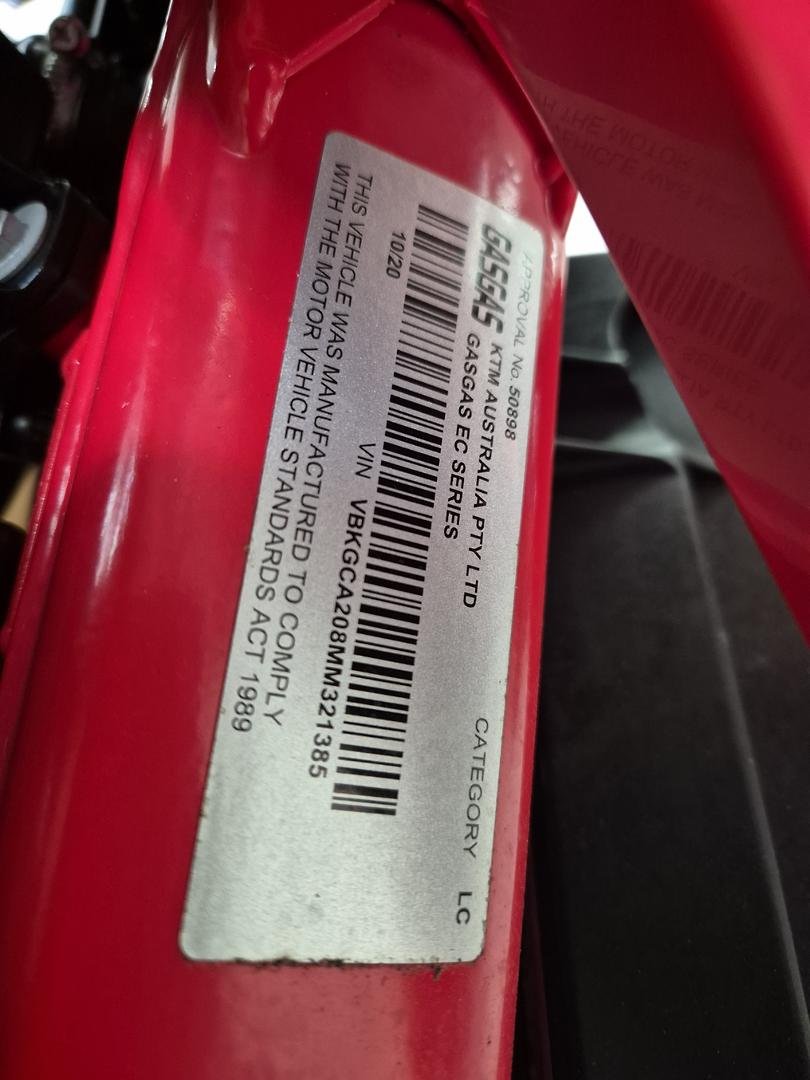 APPROVAL No. 50898
GASGAS KTM AUSTRALIA PTY LTD CATEGORY LC
GASGAS EC SERIES
10/20 VIN VBKGCA208MM321385
THIS VEHICLE WAS MANUFACTURED TO COMPLY
WITH THE MOTOR VEHICLE STANDARDS ACT 1989